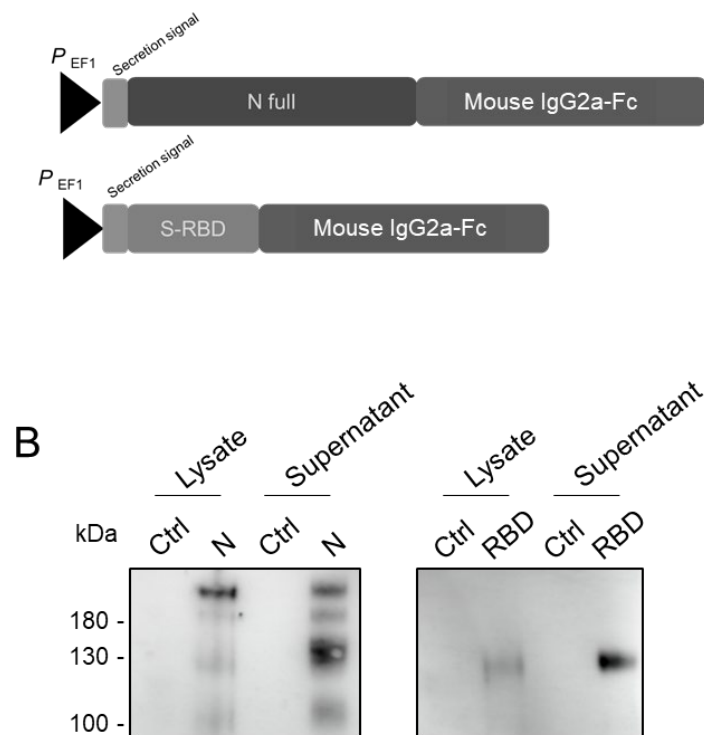 P EF1
Secretion signal
N full
Mouse IgG2a-Fc
P EF1
Secretion signal
S-RBD
Mouse IgG2a-Fc
B
Lysate
Supernatant
Lysate
Supernatant
kDa
Ctrl
N
Ctrl
N
Ctrl
RBD
Ctrl
RBD
180 -
130 -
100 -